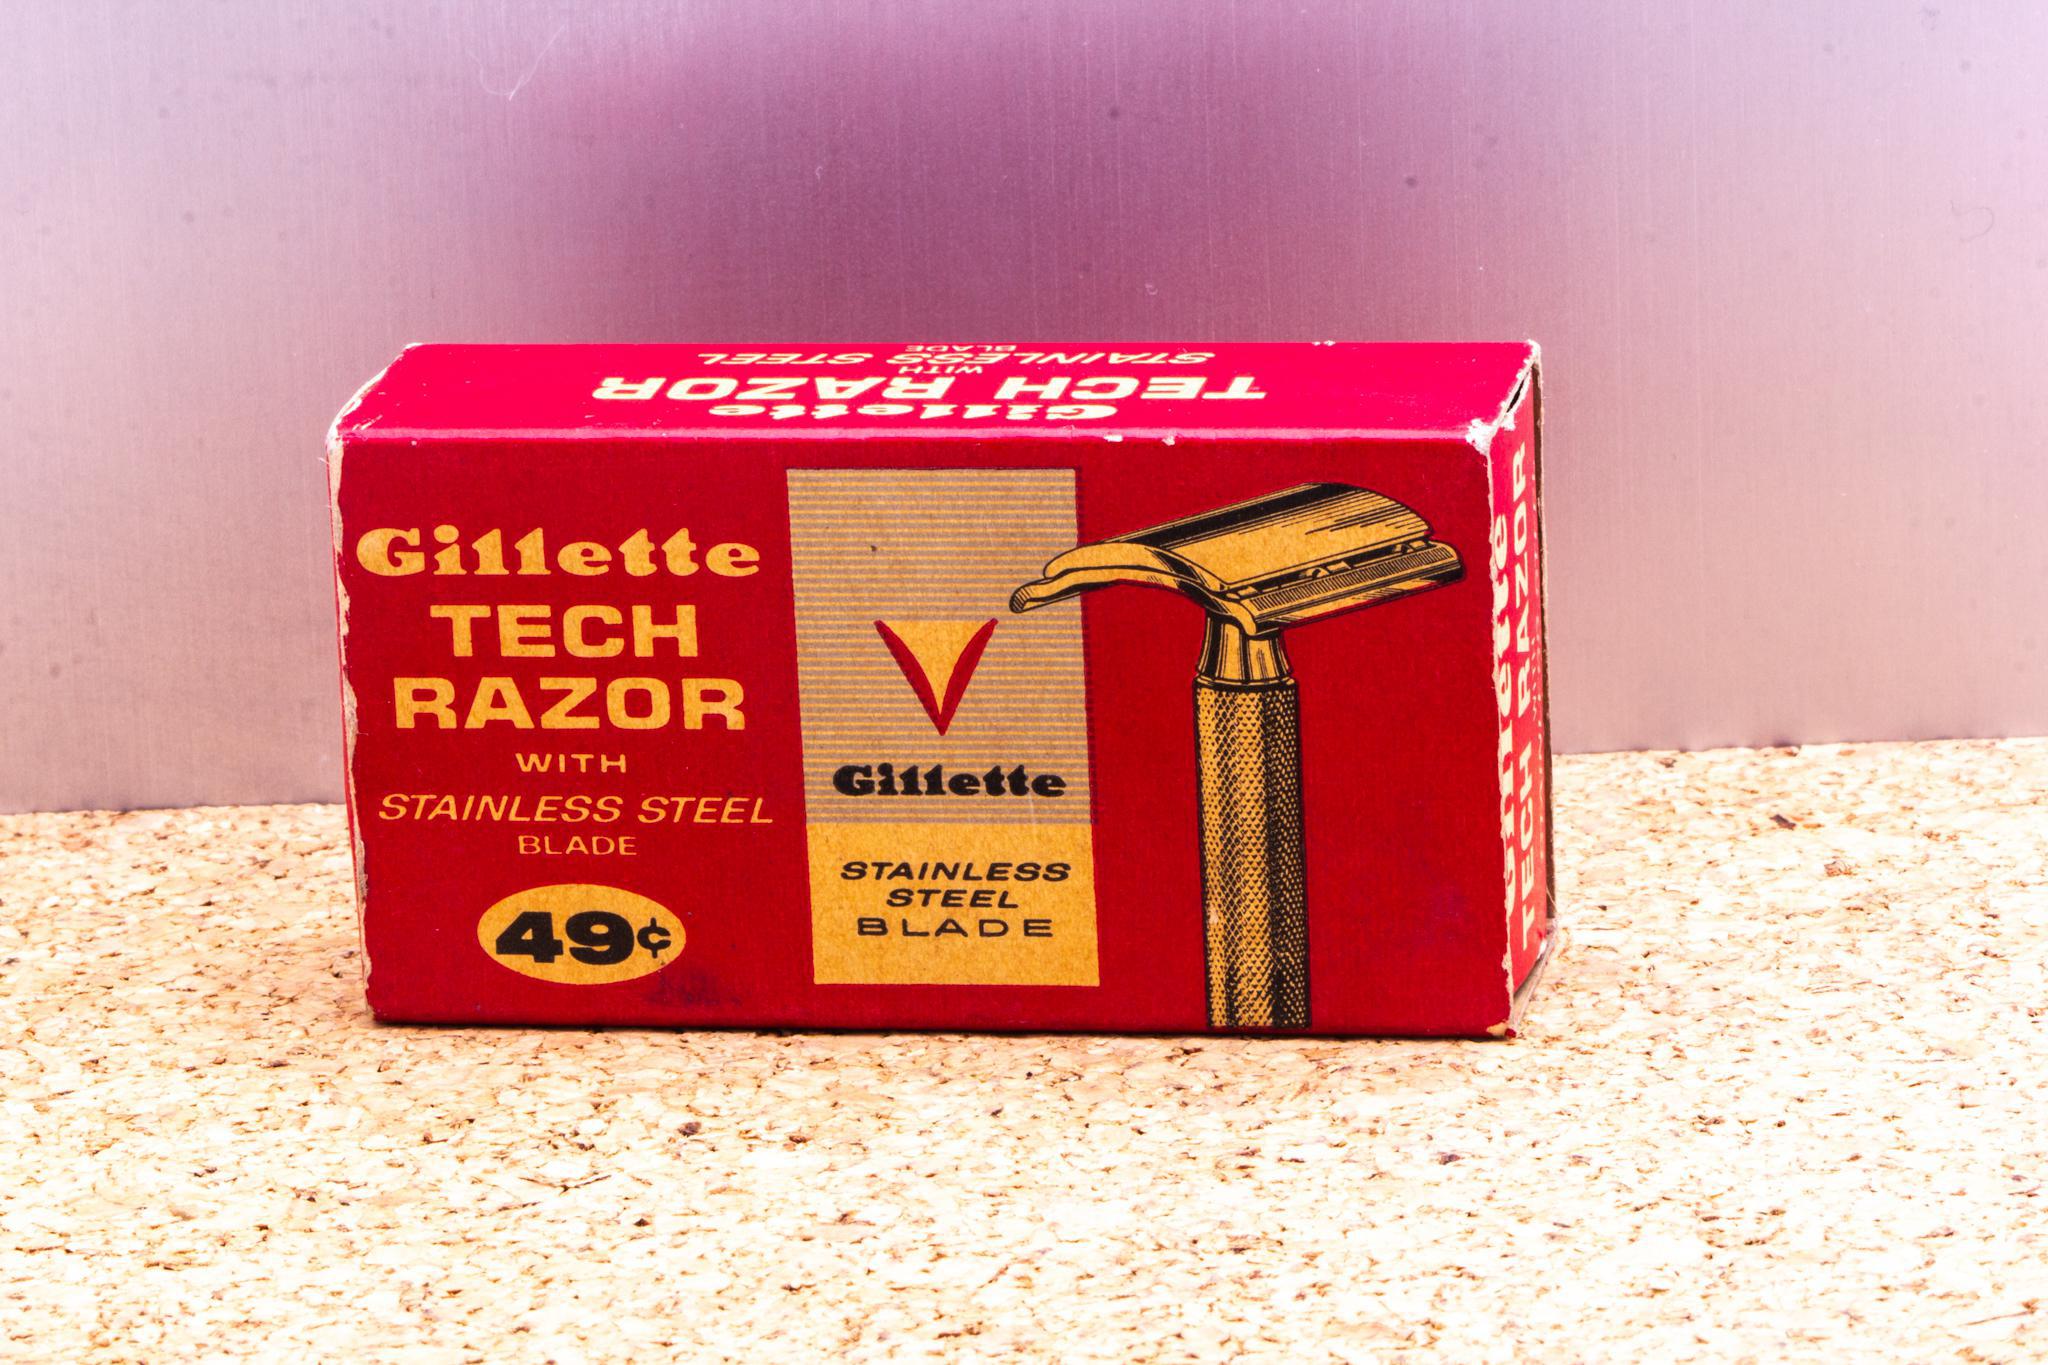 Gillette
TECH RAZOR
WITH
STAINLESS STEEL
BLADE
Gillette
TECH
RAZOR
WITH
STAINLESS STEEL
BLADE
49¢
Gillette
STAINLESS
STEEL
BLADE
Gillette
TECH RAZOR